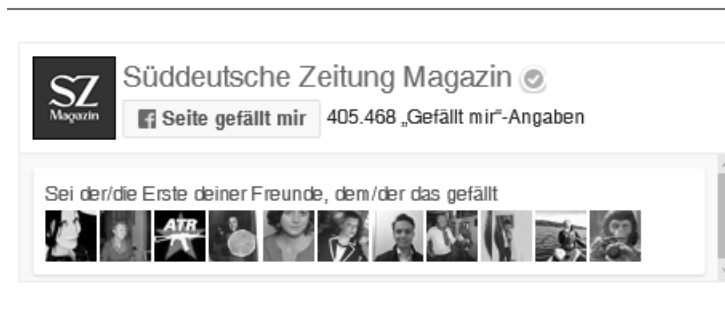 SZ
Magazin
Süddeutsche Zeitung Magazin
Seite gefällt mir
405.468 „Gefällt mir“-Angaben
Sei der/die Erste deiner Freunde, dem/der das gefällt
ATR